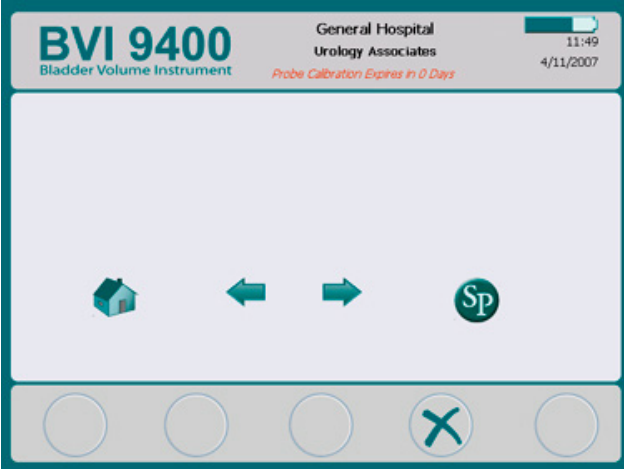 BVI 9400
Bladder Volume Instrument
General Hospital
Urology Associates
Probe Calibration Expires in 0 Days
11:49
4/11/2007
SP